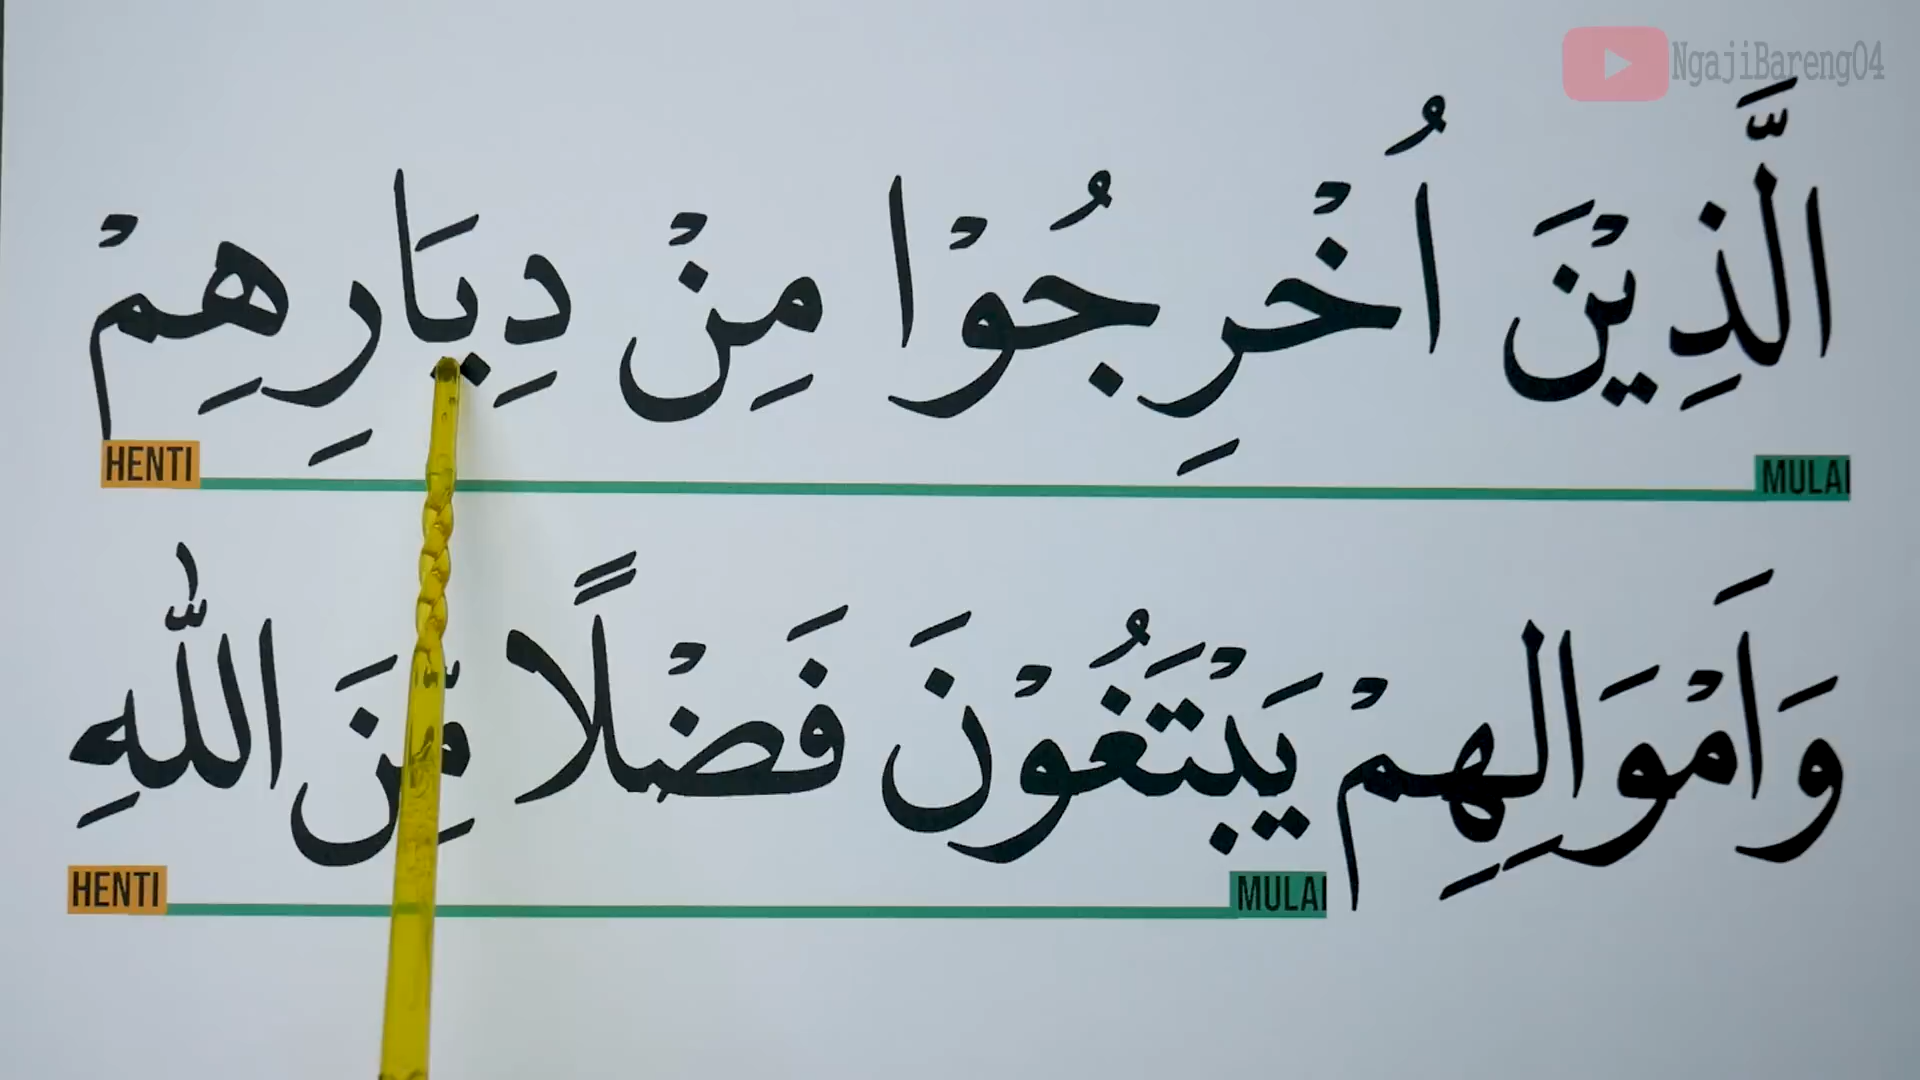 NgajiBareng04
الَّذِيْنَ اُخْرِجُوْا مِنْ دِيَارِهِمْ
HENTI MULAI
وَاَمْوَالِهِمْ يَبْتَغُوْنَ فَضْلًا مِّنَ اللّٰهِ
HENTI MULAI